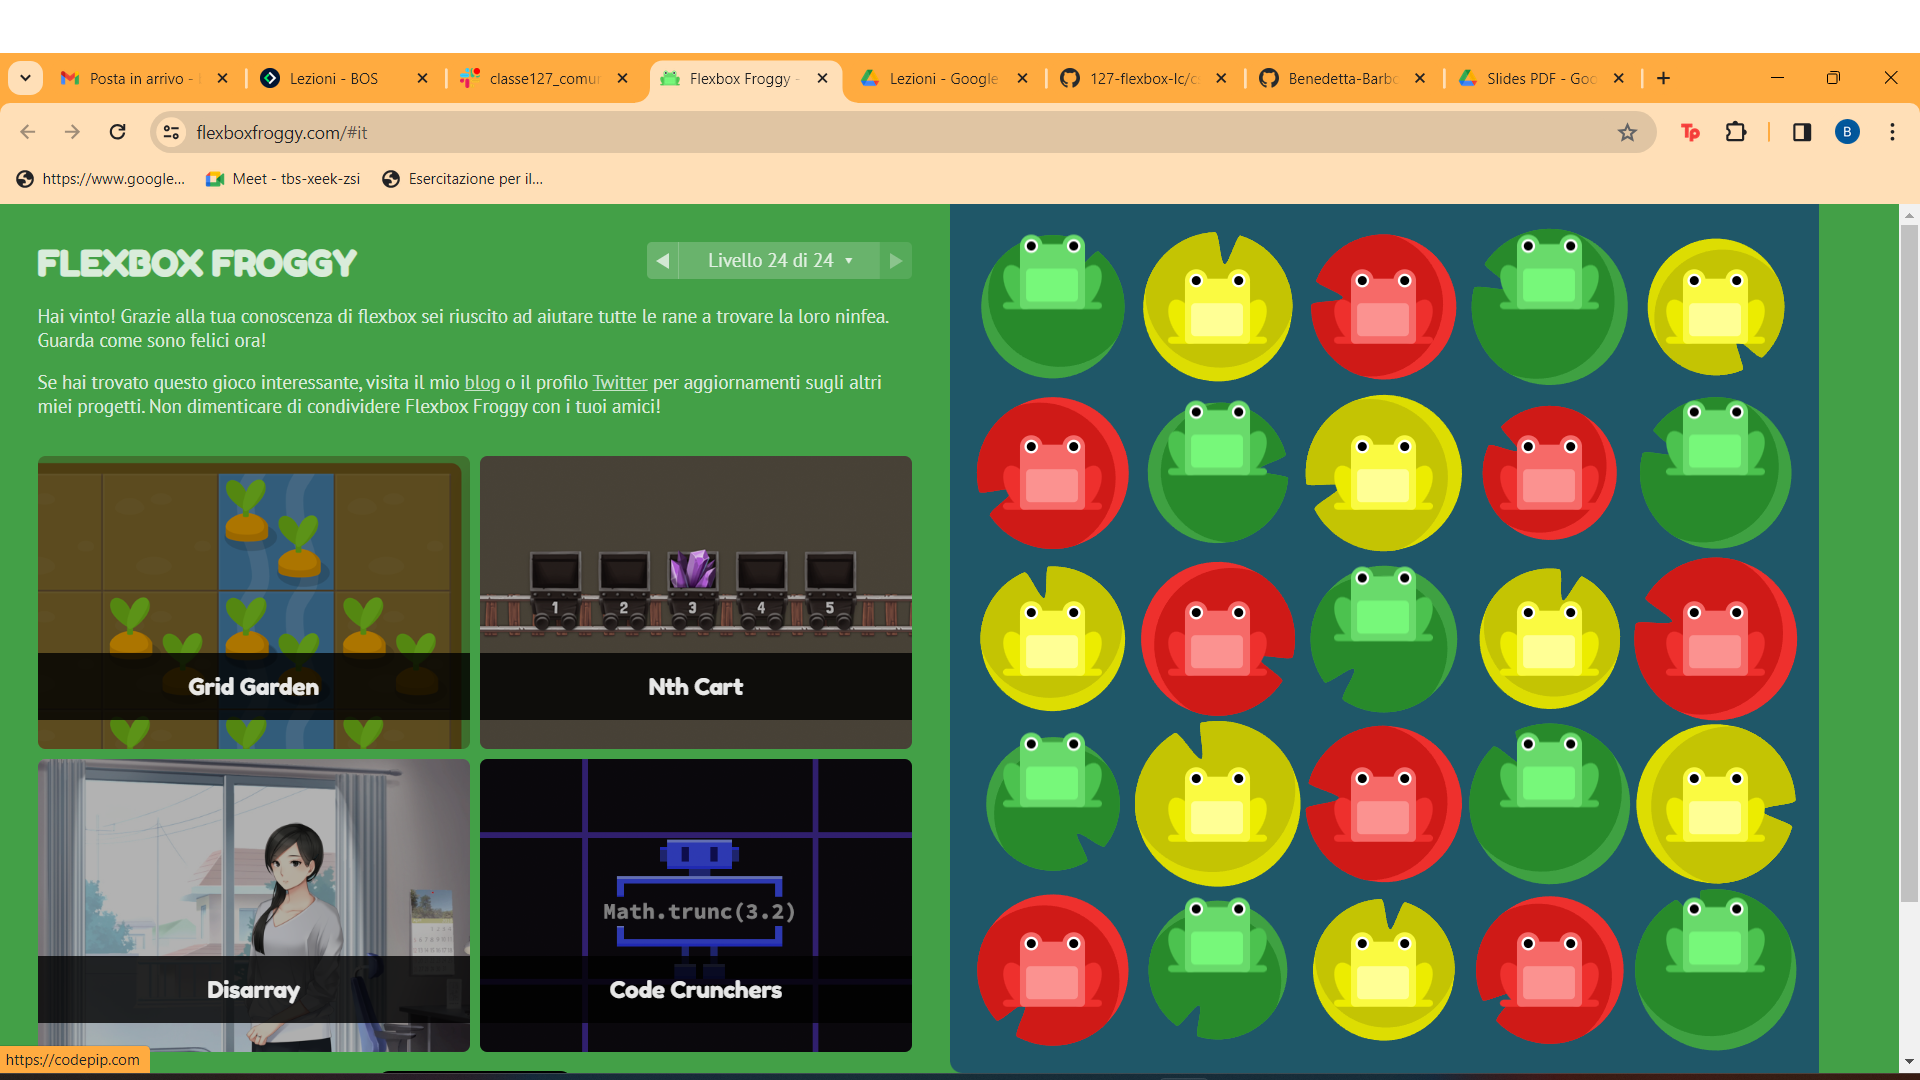 Posta in arrivo -
Lezioni - BOS
classe127_comu
Flexbox Froggy -
Lezioni - Google
127-flexbox-lc/c
Benedetta-Barb
Slides PDF - Goo
flexboxfroggy.com/#it
Tp
B
https://www.google...
Meet - tbs-xeek-zsi
Esercitazione per il...
FLEXBOX FROGGY
Livello 24 di 24
Hai vinto! Grazie alla tua conoscenza di flexbox sei riuscito ad aiutare tutte le rane a trovare la loro ninfea.
Guarda come sono felici ora!
Se hai trovato questo gioco interessante, visita il mio blog o il profilo Twitter per aggiornamenti sugli altri
miei progetti. Non dimenticare di condividere Flexbox Froggy con i tuoi amici!
1 2 3 4 5
Grid Garden
Nth Cart
Math.trunc(3.2)
Disarray
Code Crunchers
https://codepip.com